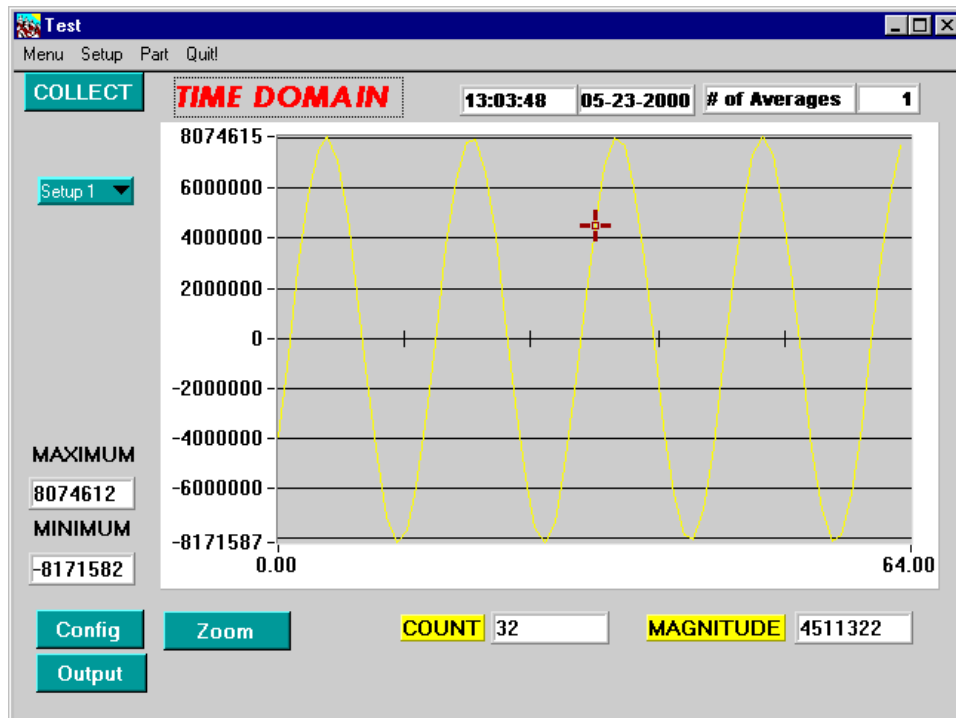 Test
Menu Setup Part Quit!
COLLECT
TIME DOMAIN
13:03:48
05-23-2000
# of Averages
1
Setup 1
8074615
6000000
4000000
2000000
0
-2000000
-4000000
-6000000
-8171587
0.00
64.00
MAXIMUM
8074612
MINIMUM
-8171582
Config
Zoom
COUNT
32
MAGNITUDE
4511322
Output